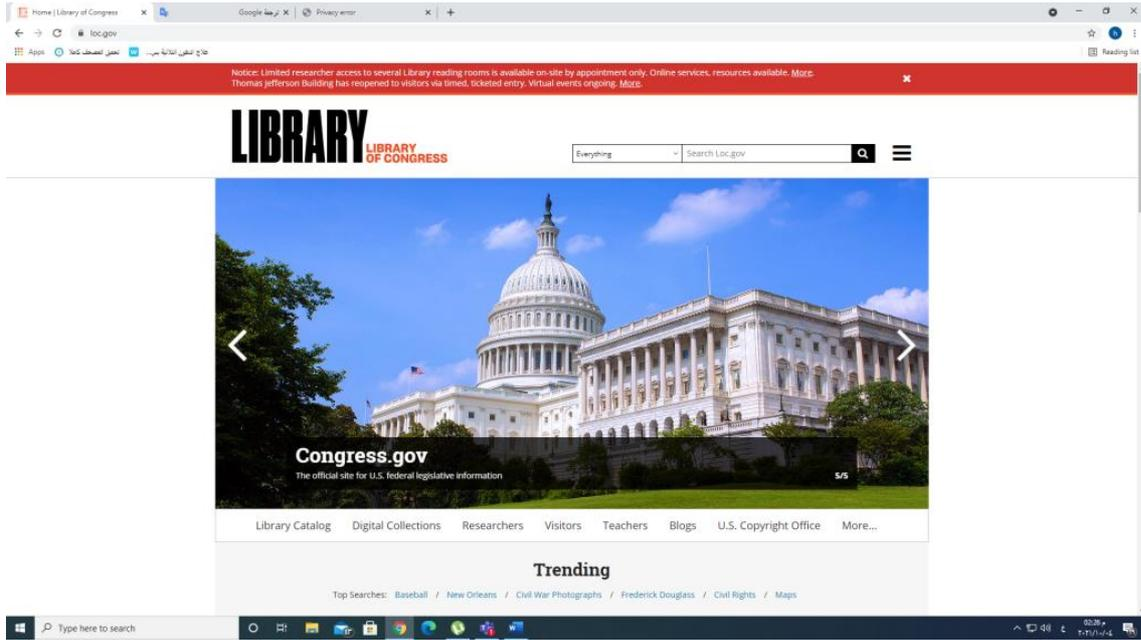 Home | Library of Congress
Google ترجمة
Privacy error
loc.gov
Apps
Reading list
Notice: Limited researcher access to several Library reading rooms is available on-site by appointment only. Online services, resources available. More.
Thomas Jefferson Building has reopened to visitors via timed, ticketed entry. Virtual events ongoing. More.
LIBRARY
LIBRARY
OF CONGRESS
Everything
Search Loc.gov
Congress.gov
The official site for U.S. federal legislative information
5/5
Library Catalog Digital Collections Researchers Visitors Teachers Blogs U.S. Copyright Office More...
Trending
Top Searches: Baseball / New Orleans / Civil War Photographs / Frederick Douglass / Civil Rights / Maps
Type here to search
ع
02:26 م